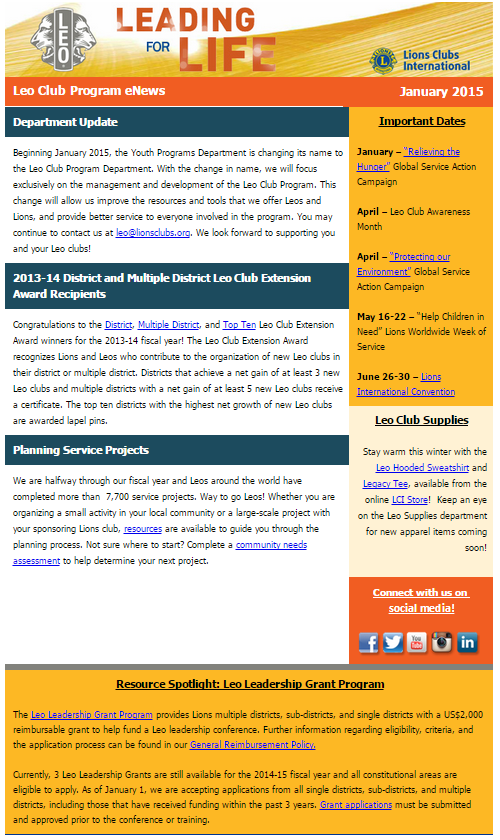 LEO
LEADING
FOR LIFE
Lions Clubs
International
Leo Club Program eNews
January 2015
Department Update
Beginning January 2015, the Youth Programs Department is changing its name to
the Leo Club Program Department. With the change in name, we will focus
exclusively on the management and development of the Leo Club Program. This
change will allow us improve the resources and tools that we offer Leos and
Lions, and provide better service to everyone involved in the program. You may
continue to contact us at leo@lionsclubs.org. We look forward to supporting you
and your Leo clubs!
2013-14 District and Multiple District Leo Club Extension
Award Recipients
Congratulations to the District, Multiple District, and Top Ten Leo Club Extension
Award winners for the 2013-14 fiscal year! The Leo Club Extension Award
recognizes Lions and Leos who contribute to the organization of new Leo clubs in
their district or multiple district. Districts that achieve a net gain of at least 3 new
Leo clubs and multiple districts with a net gain of at least 5 new Leo clubs receive
a certificate. The top ten districts with the highest net growth of new Leo clubs
are awarded lapel pins.
Planning Service Projects
We are halfway through our fiscal year and Leos around the world have
completed more than 7,700 service projects. Way to go Leos! Whether you are
organizing a small activity in your local community or a large-scale project with
your sponsoring Lions club, resources are available to guide you through the
planning process. Not sure where to start? Complete a community needs
assessment to help determine your next project.
Important Dates
January – "Relieving the
Hunger" Global Service Action
Campaign
April – Leo Club Awareness
Month
April – "Protecting our
Environment" Global Service
Action Campaign
May 16-22 – "Help Children in
Need" Lions Worldwide Week of
Service
June 26-30 – Lions
International Convention
Leo Club Supplies
Stay warm this winter with the
Leo Hooded Sweatshirt and
Legacy Tee, available from the
online LCI Store! Keep an eye
on the Leo Supplies department
for new apparel items coming
soon!
Connect with us on
social media!
You
Tube
in
Resource Spotlight: Leo Leadership Grant Program
The Leo Leadership Grant Program provides Lions multiple districts, sub-districts, and single districts with a US$2,000
reimbursable grant to help fund a Leo leadership conference. Further information regarding eligibility, criteria, and
the application process can be found in our General Reimbursement Policy.
Currently, 3 Leo Leadership Grants are still available for the 2014-15 fiscal year and all constitutional areas are
eligible to apply. As of January 1, we are accepting applications from all single districts, sub-districts, and multiple
districts, including those that have received funding within the past 3 years. Grant applications must be submitted
and approved prior to the conference or training.